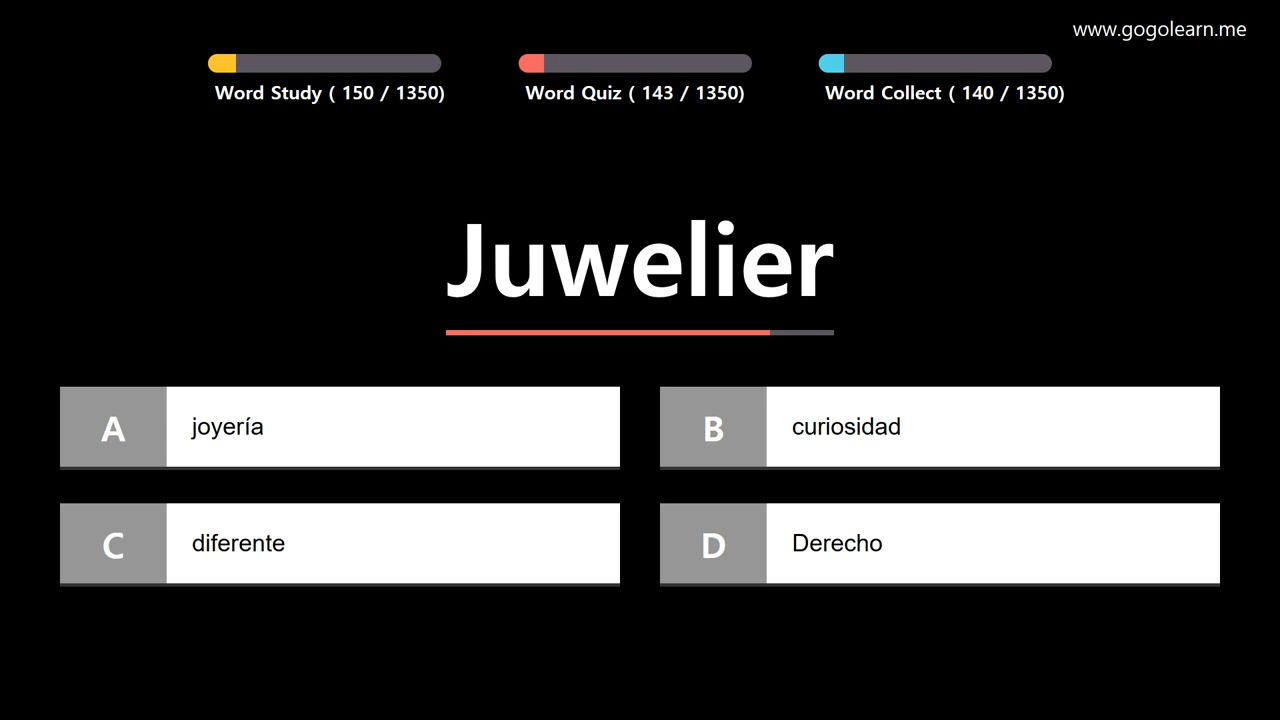 www.gogolearn.me
Word Study ( 150 / 1350)
Word Quiz ( 143 / 1350)
Word Collect ( 140 / 1350)
Juwelier
A
joyería
B
curiosidad
C
diferente
D
Derecho